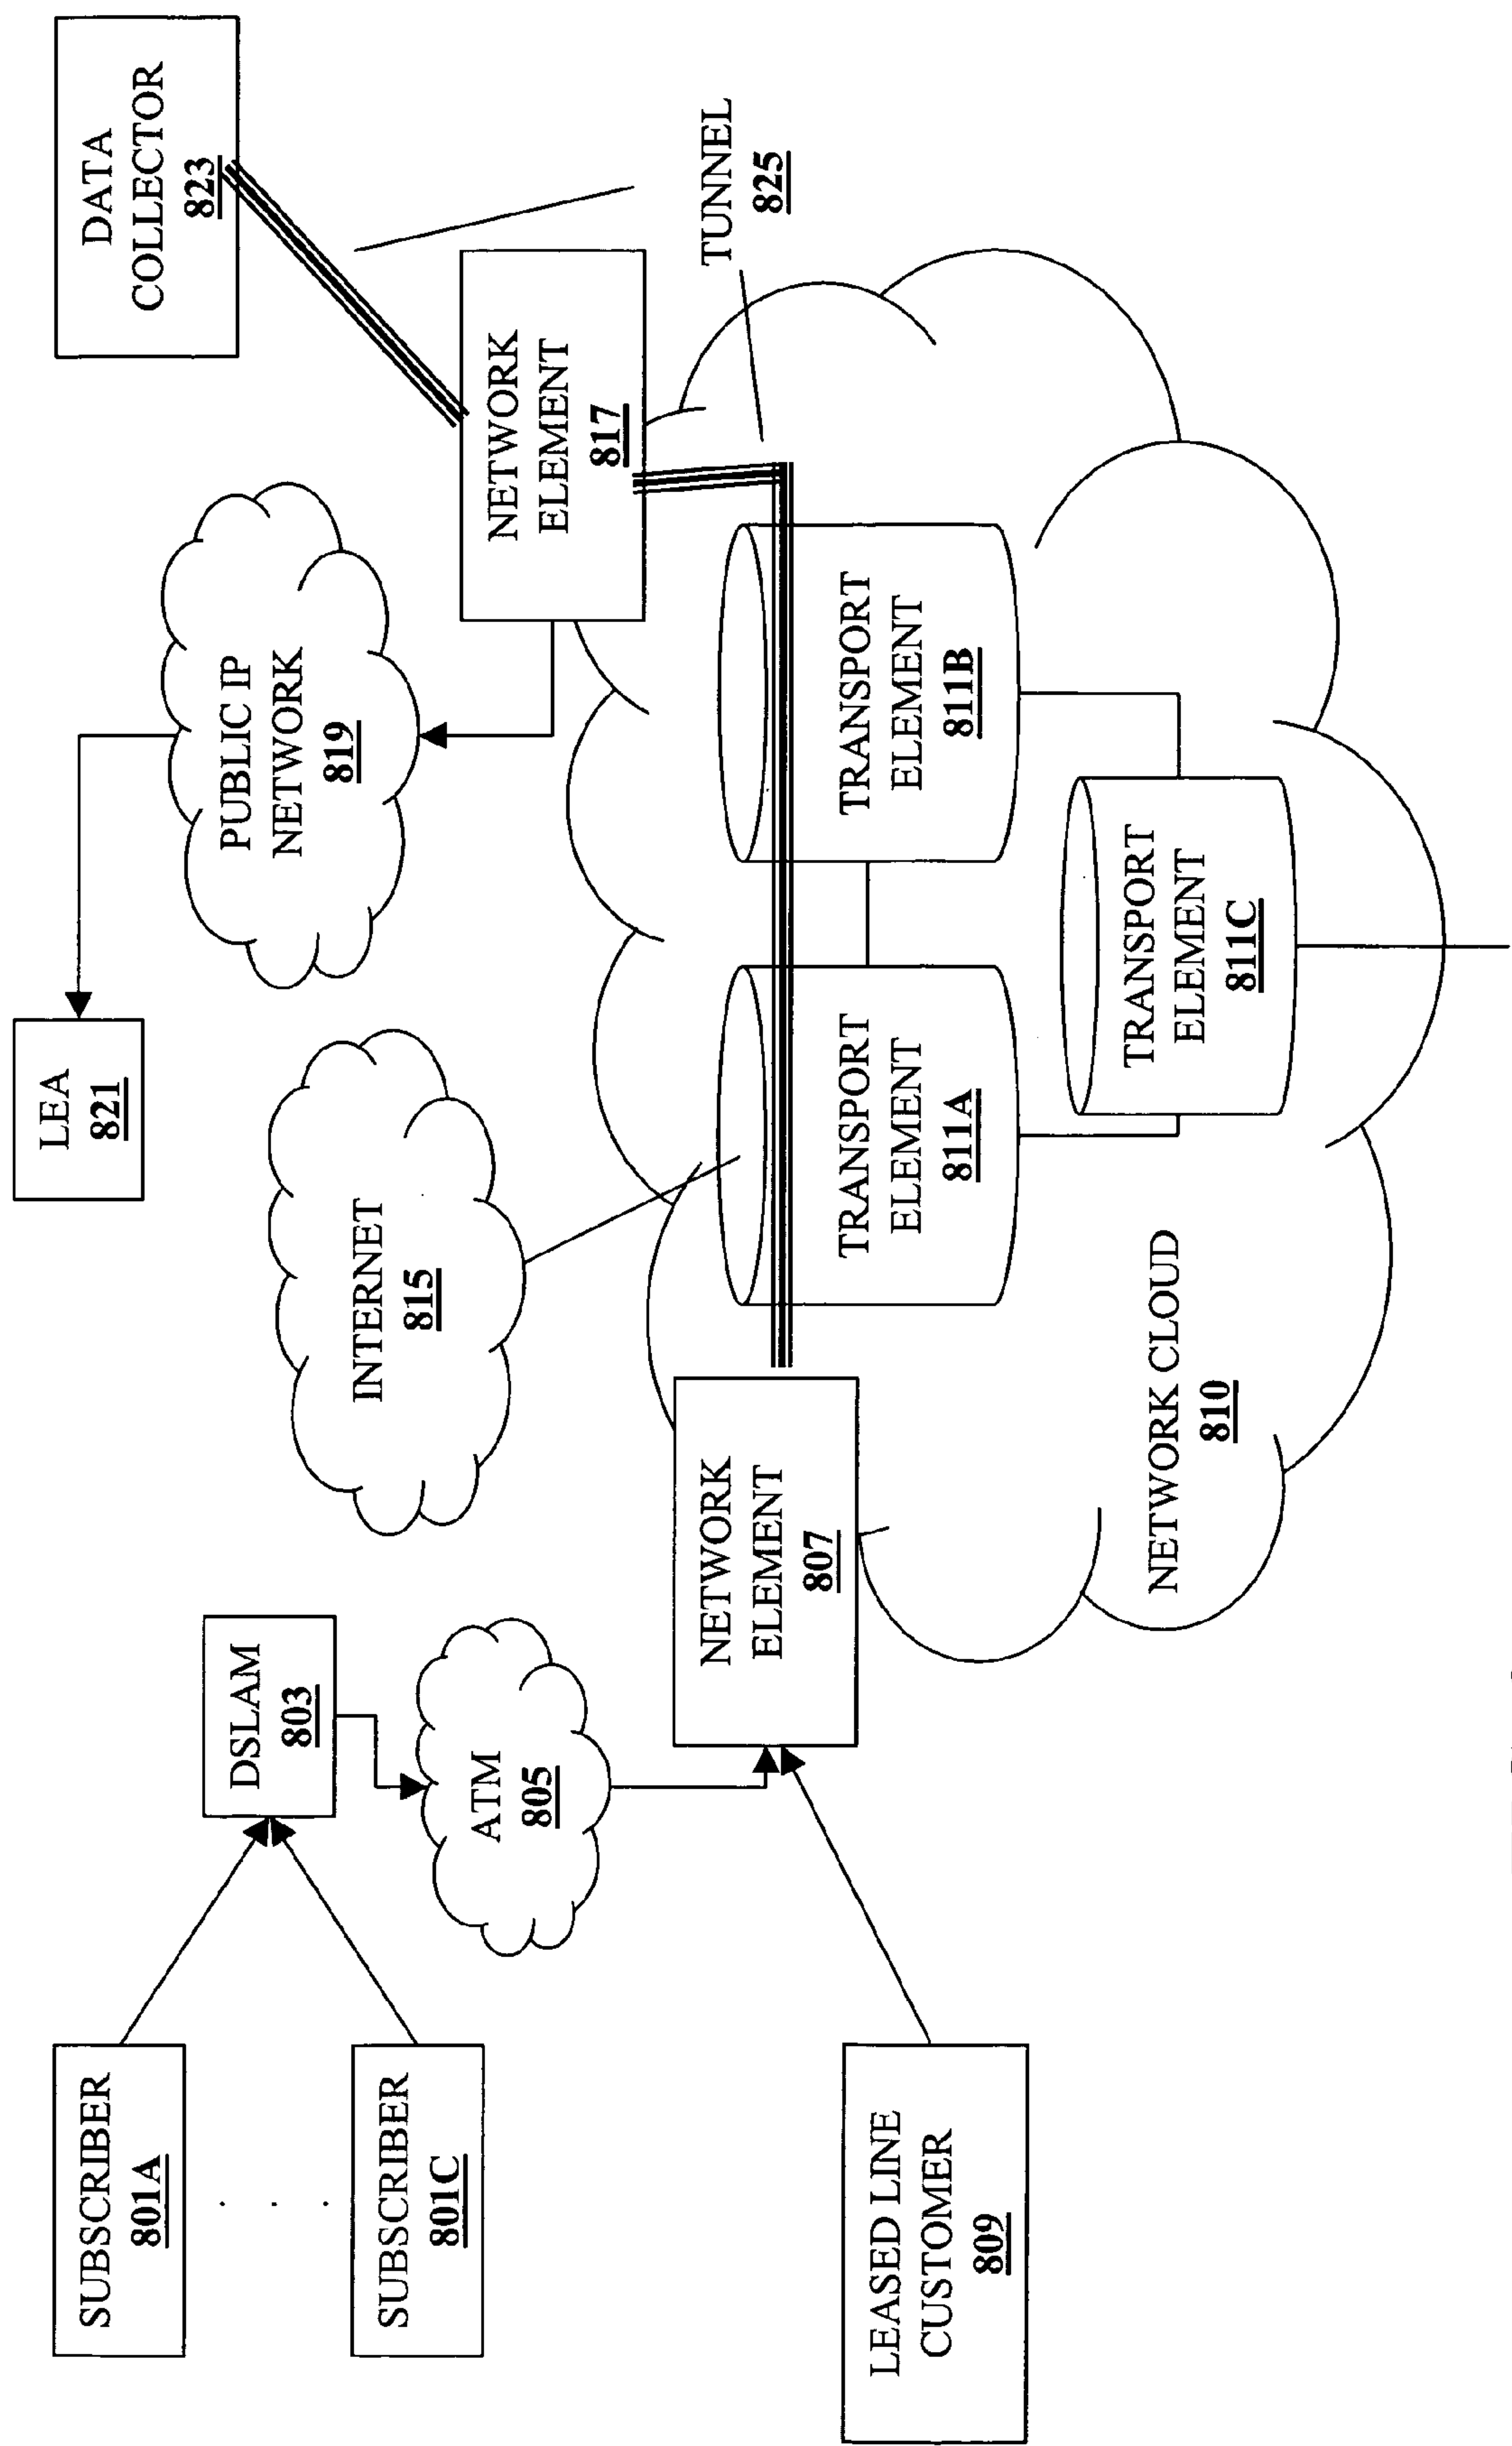 SUBSCRIBER
801A
. . .
SUBSCRIBER
801C
LEASED LINE
CUSTOMER
809
DSLAM
803
ATM
805
NETWORK
ELEMENT
807
INTERNET
815
LEA
821
PUBLIC IP
NETWORK
819
NETWORK CLOUD
810
TRANSPORT
ELEMENT
811A
TRANSPORT
ELEMENT
811B
TRANSPORT
ELEMENT
811C
NETWORK
ELEMENT
817
DATA
COLLECTOR
823
TUNNEL
825